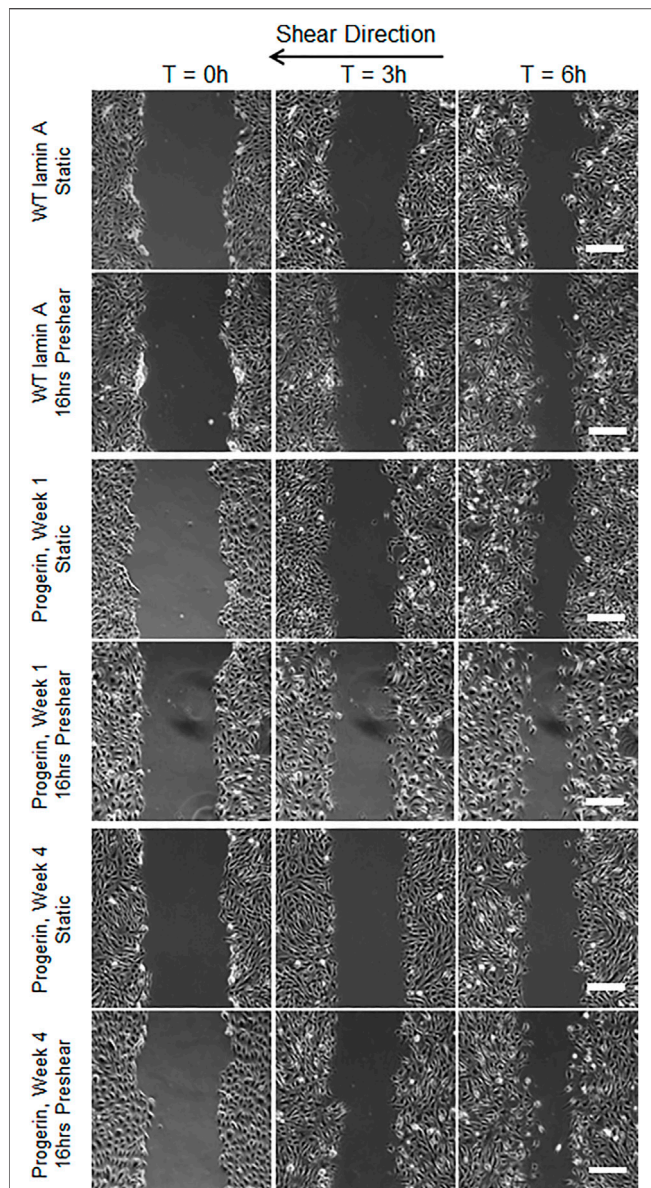 Shear Direction
T = 0h
T = 3h
T = 6h
WT lamin A
Static
WT lamin A
16hrs Preshear
Progerin, Week 1
Static
Progerin, Week 1
16hrs Preshear
Progerin, Week 4
Static
Progerin, Week 4
16hrs Preshear